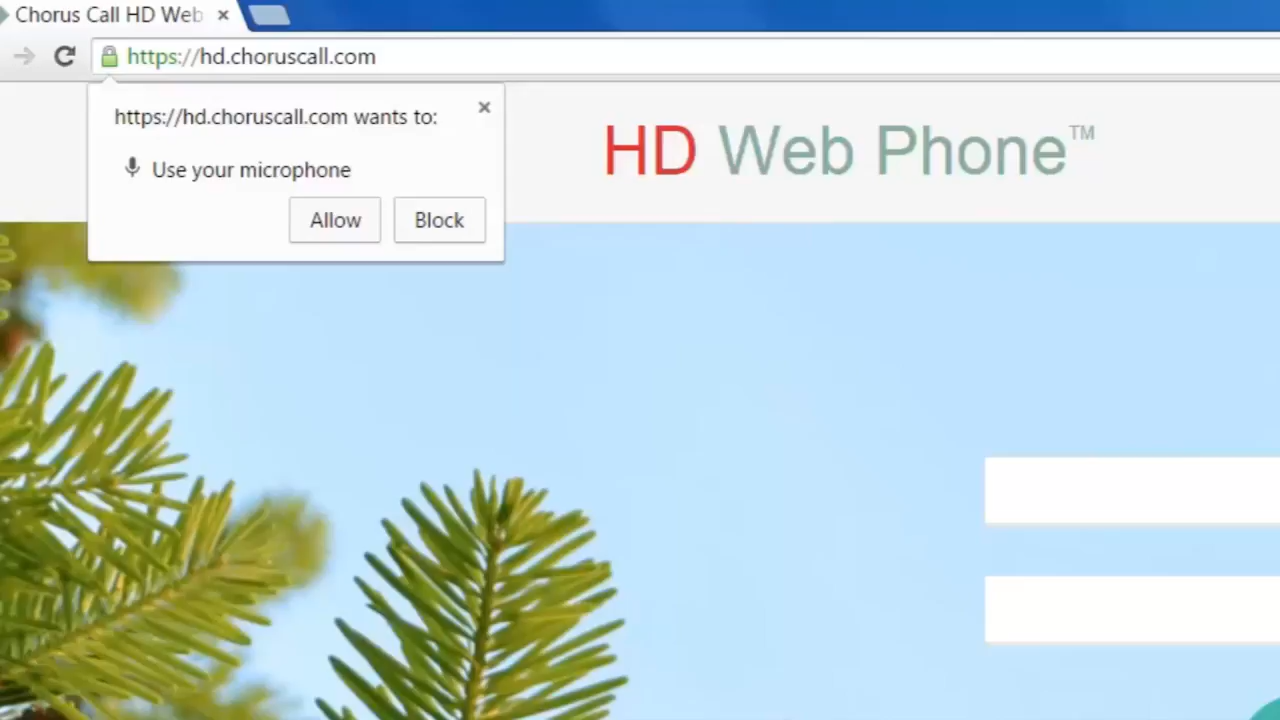 Chorus Call HD Web
https://hd.choruscall.com
https://hd.choruscall.com wants to:
Use your microphone
Allow Block
HD Web Phone™